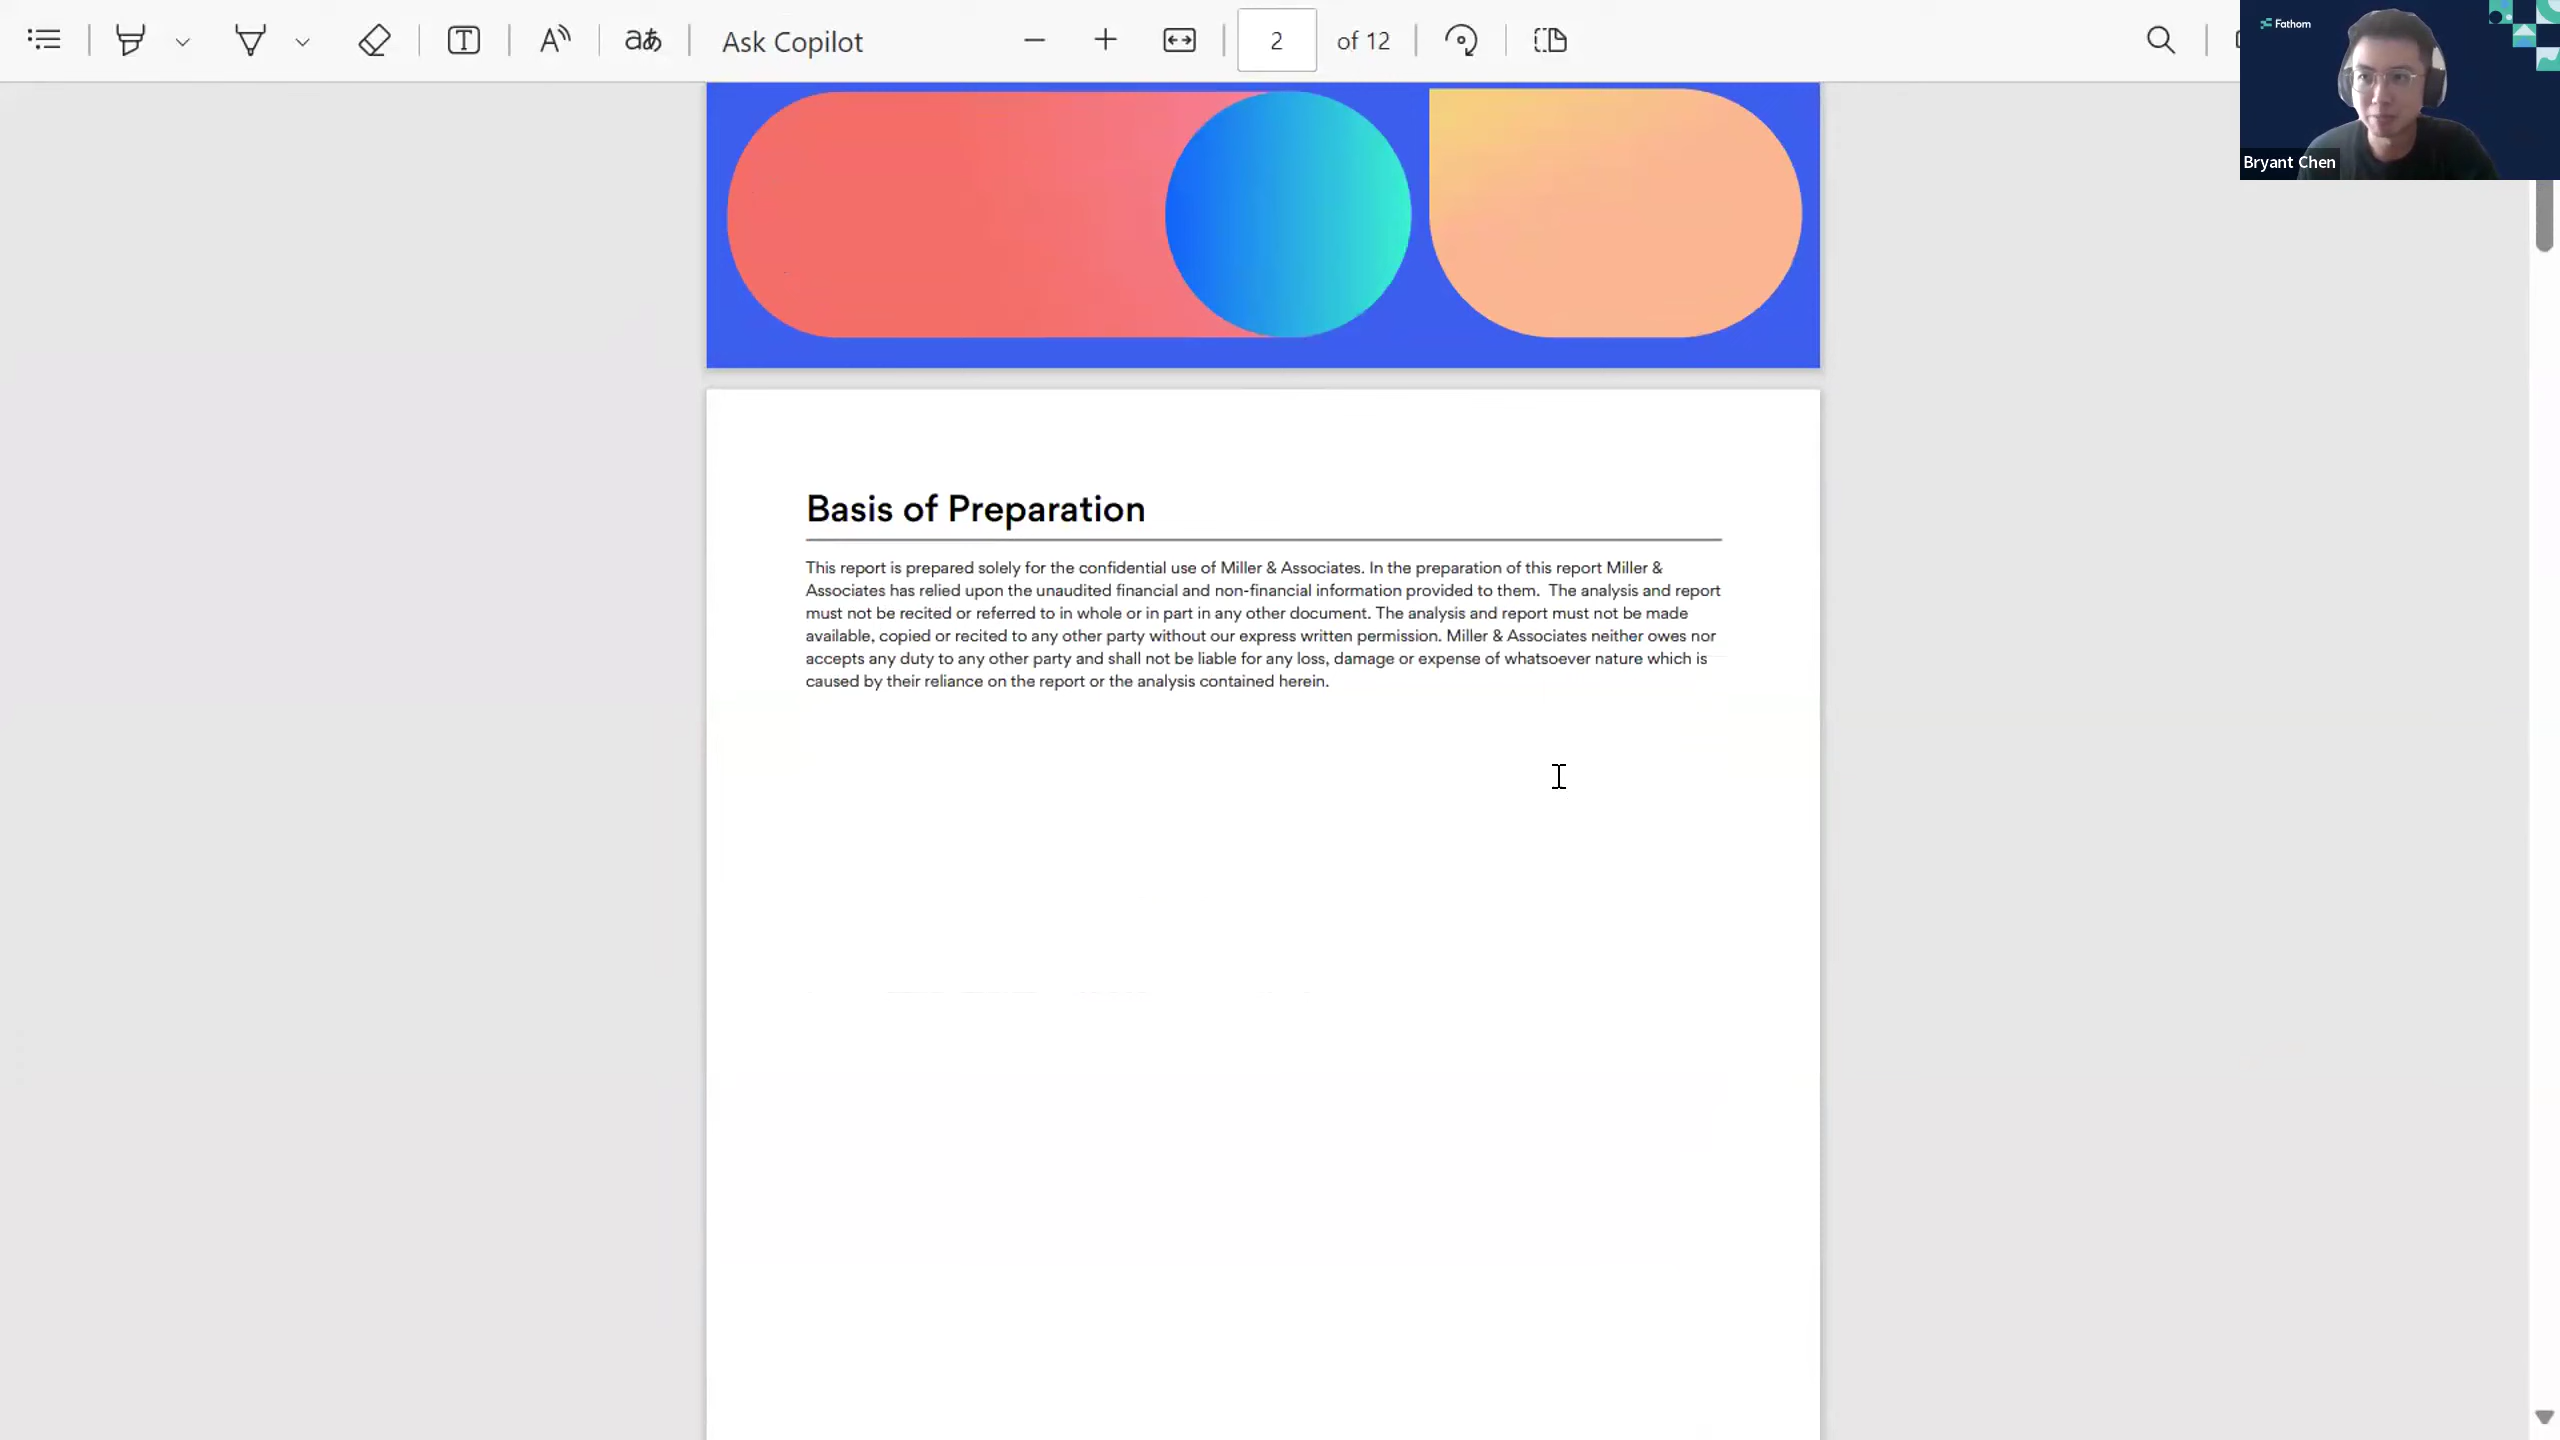 Ask Copilot
2 of 12
Fathom
Bryant Chen
Basis of Preparation
This report is prepared solely for the confidential use of Miller & Associates. In the preparation of this report Miller &
Associates has relied upon the unaudited financial and non-financial information provided to them.  The analysis and report
must not be recited or referred to in whole or in part in any other document. The analysis and report must not be made
available, copied or recited to any other party without our express written permission. Miller & Associates neither owes nor
accepts any duty to any other party and shall not be liable for any loss, damage or expense of whatsoever nature which is
caused by their reliance on the report or the analysis contained herein.